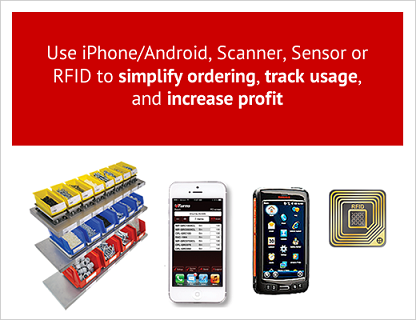 Use iPhone/Android, Scanner, Sensor or
RFID to simplify ordering, track usage,
and increase profit
RFID